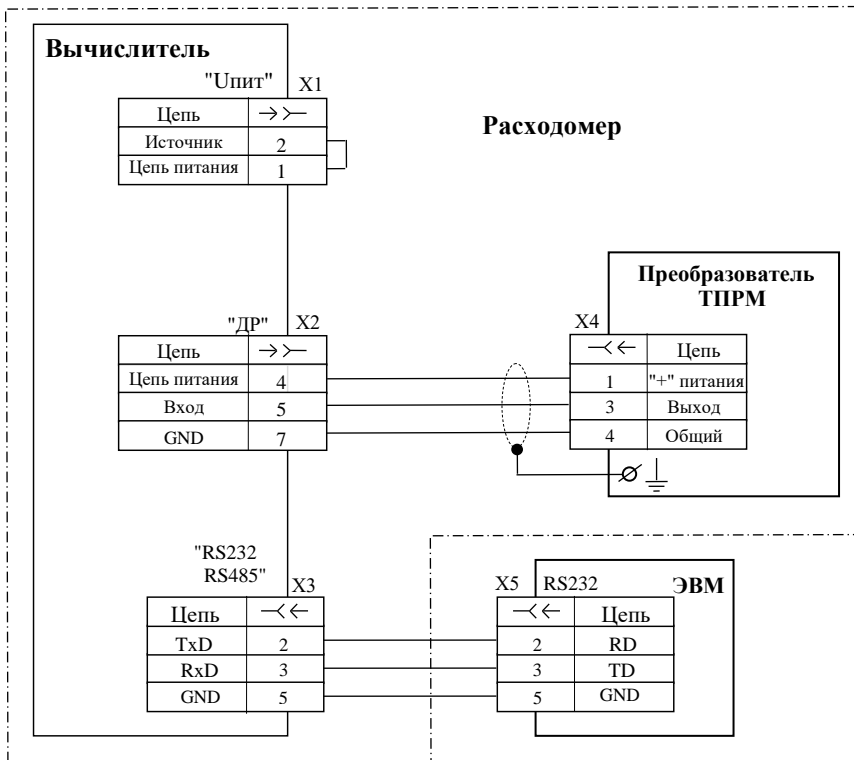 Вычислитель
"Uпит" X1
Цепь
Источник 2
Цепь питания 1
Расходомер
Преобразователь
ТПРМ
"ДР" X2
X4
Цепь
Цепь
Цепь питания 4
1 "+" питания
Вход 5
3 Выход
GND 7
4 Общий
"RS232
RS485"
X3
X5 RS232
ЭВМ
Цепь
Цепь
TxD 2
2 RD
RxD 3
3 TD
GND 5
5 GND